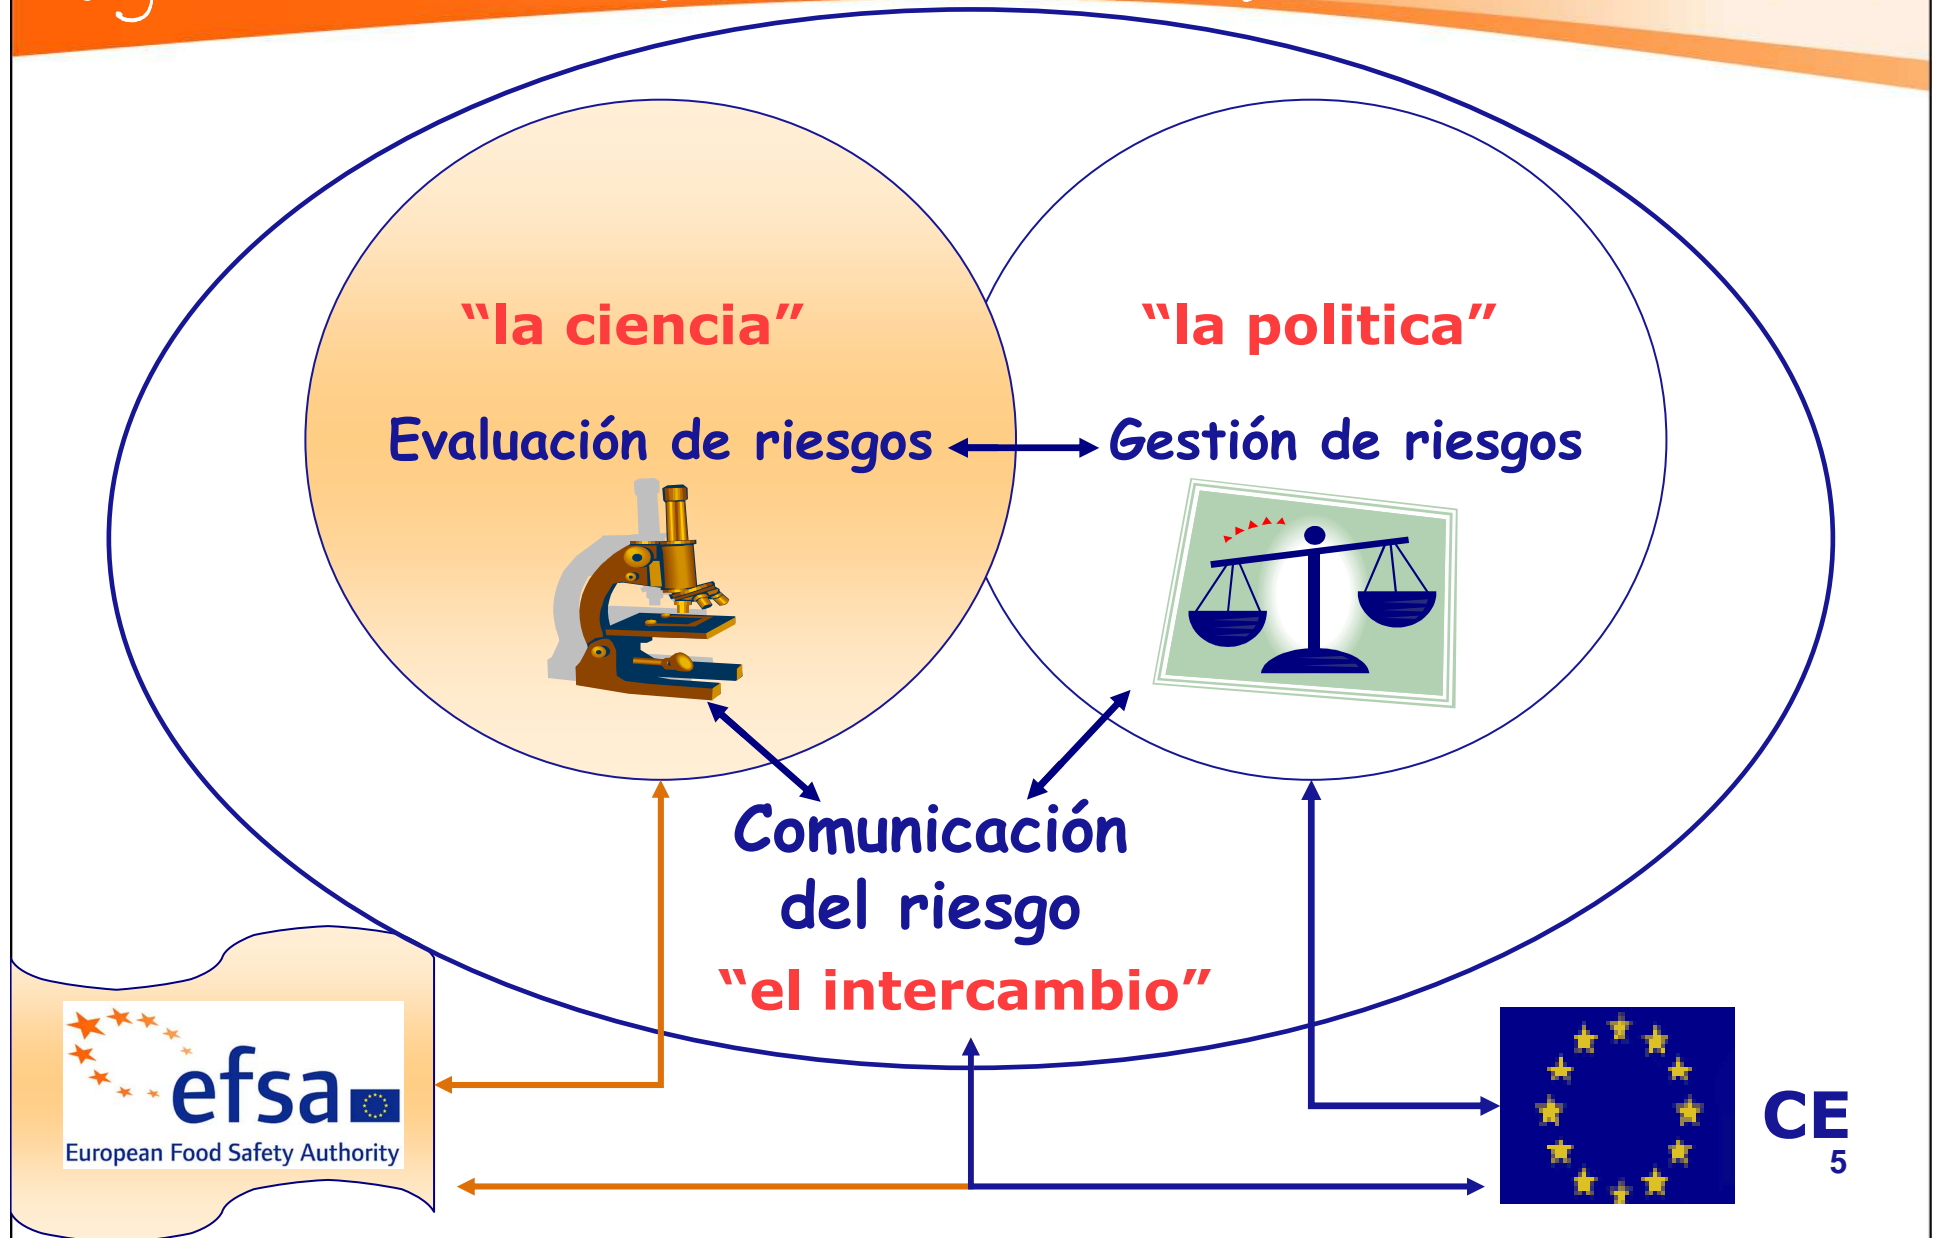 “la ciencia”
“la politica”
Evaluación de riesgos
Gestión de riesgos
Comunicación
del riesgo
“el intercambio”
efsa
European Food Safety Authority
CE
5